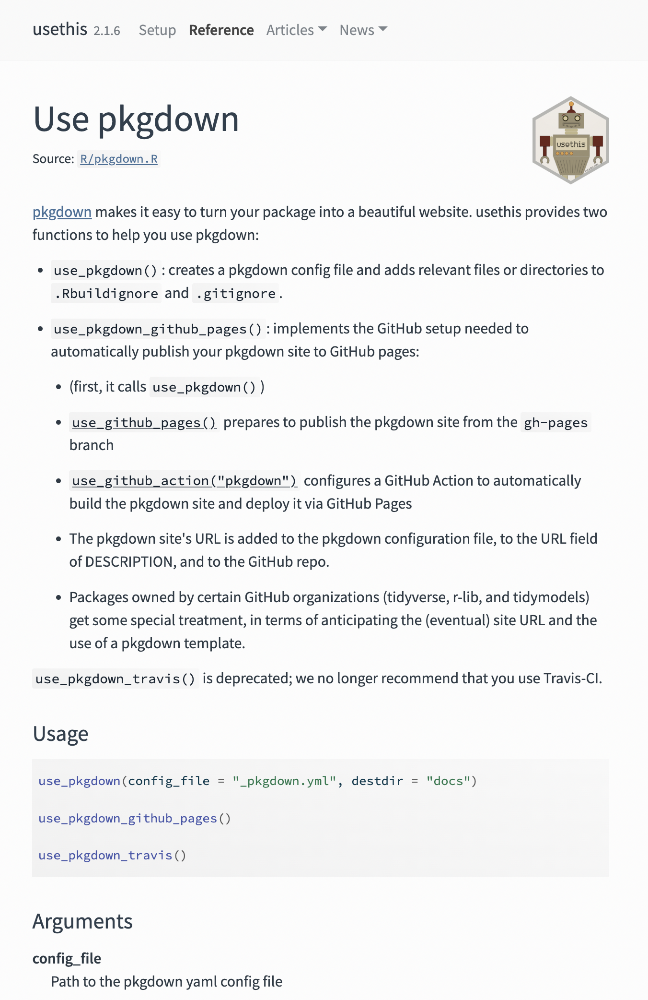 usethis 2.1.6 Setup Reference Articles News
Use pkgdown
usethis
Source: R/pkgdown.R
pkgdown makes it easy to turn your package into a beautiful website. usethis provides two
functions to help you use pkgdown:
use_pkgdown(): creates a pkgdown config file and adds relevant files or directories to
.Rbuildignore and .gitignore.
use_pkgdown_github_pages(): implements the GitHub setup needed to
automatically publish your pkgdown site to GitHub pages:
(first, it calls use_pkgdown())
use_github_pages() prepares to publish the pkgdown site from the gh-pages
branch
use_github_action("pkgdown") configures a GitHub Action to automatically
build the pkgdown site and deploy it via GitHub Pages
The pkgdown site's URL is added to the pkgdown configuration file, to the URL field
of DESCRIPTION, and to the GitHub repo.
Packages owned by certain GitHub organizations (tidyverse, r-lib, and tidymodels)
get some special treatment, in terms of anticipating the (eventual) site URL and the
use of a pkgdown template.
use_pkgdown_travis() is deprecated; we no longer recommend that you use Travis-CI.
Usage
use_pkgdown(config_file = "_pkgdown.yml", destdir = "docs")
use_pkgdown_github_pages()
use_pkgdown_travis()
Arguments
config_file
Path to the pkgdown yaml config file